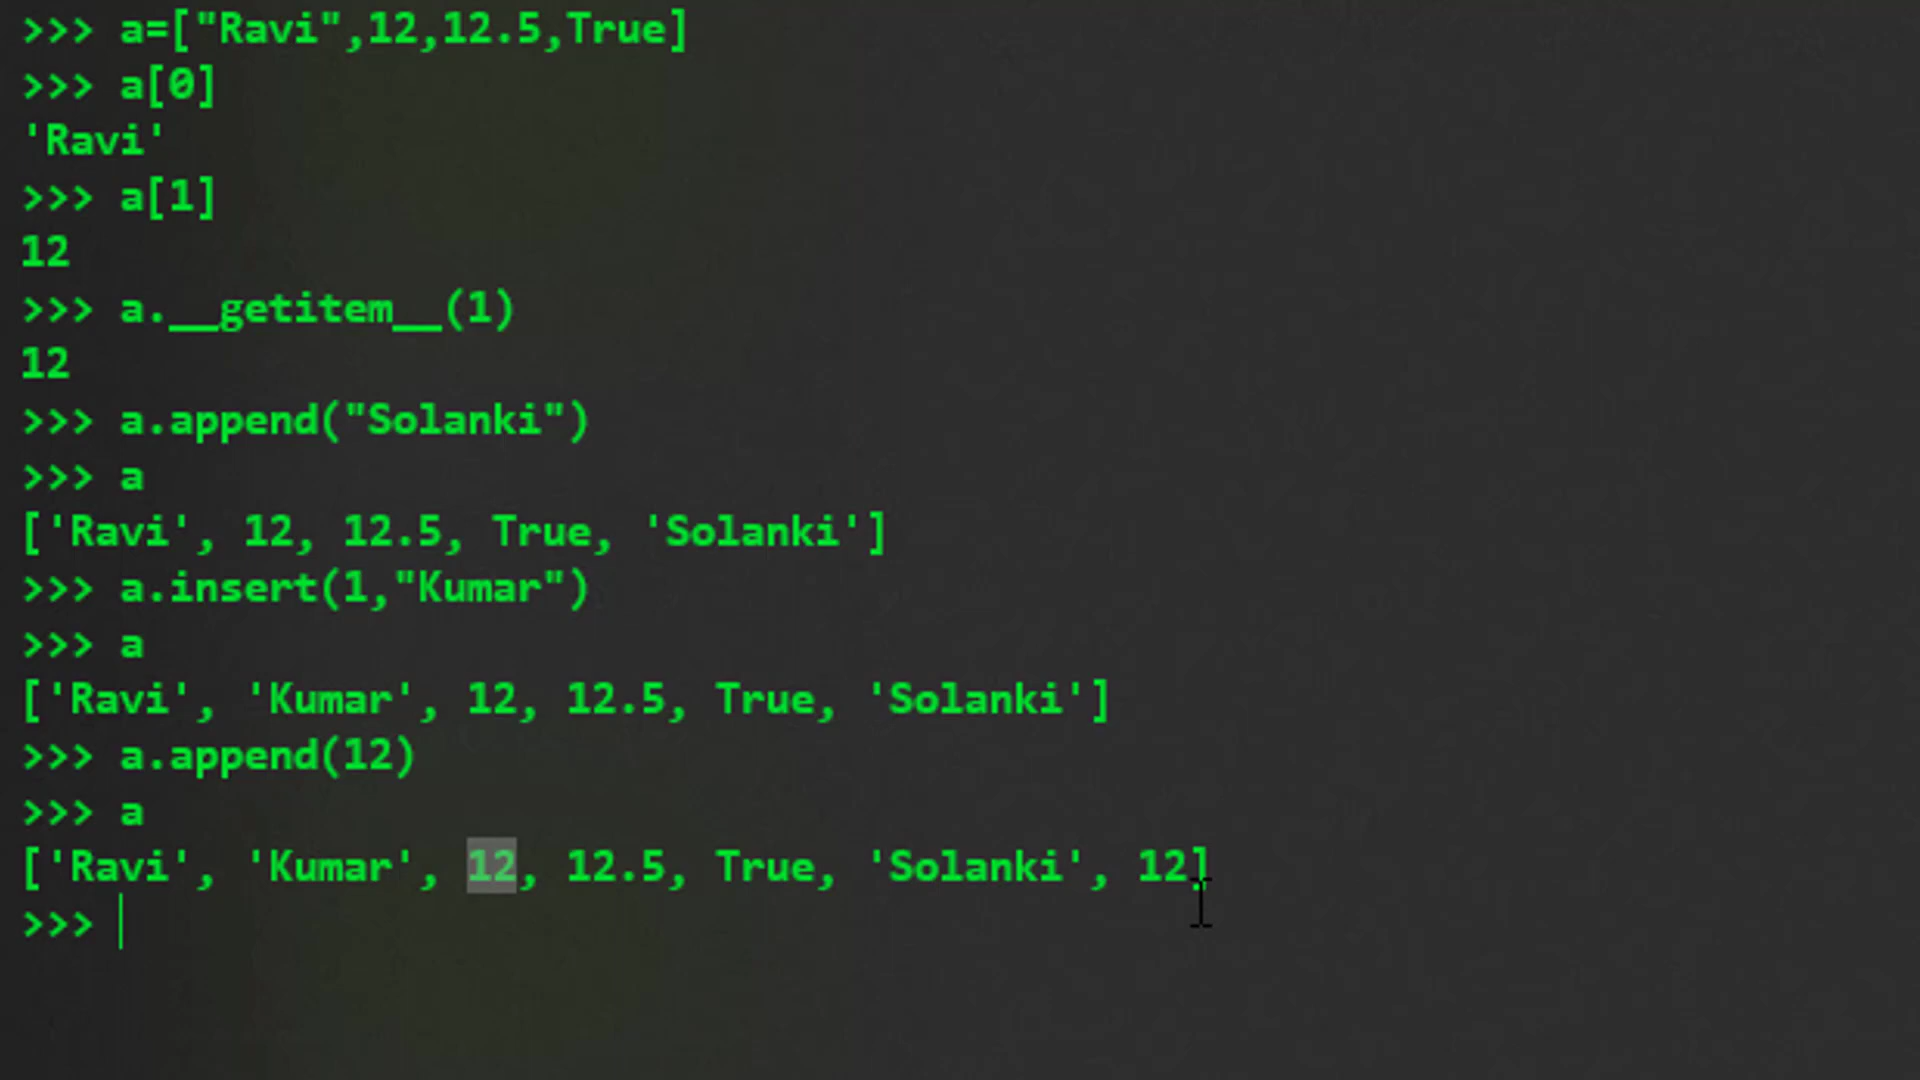 >>> a=["Ravi",12,12.5,True]
>>> a[0]
'Ravi'
>>> a[1]
12
>>> a.__getitem__(1)
12
>>> a.append("Solanki")
>>> a
['Ravi', 12, 12.5, True, 'Solanki']
>>> a.insert(1,"Kumar")
>>> a
['Ravi', 'Kumar', 12, 12.5, True, 'Solanki']
>>> a.append(12)
>>> a
['Ravi', 'Kumar', 12, 12.5, True, 'Solanki', 12]
>>>